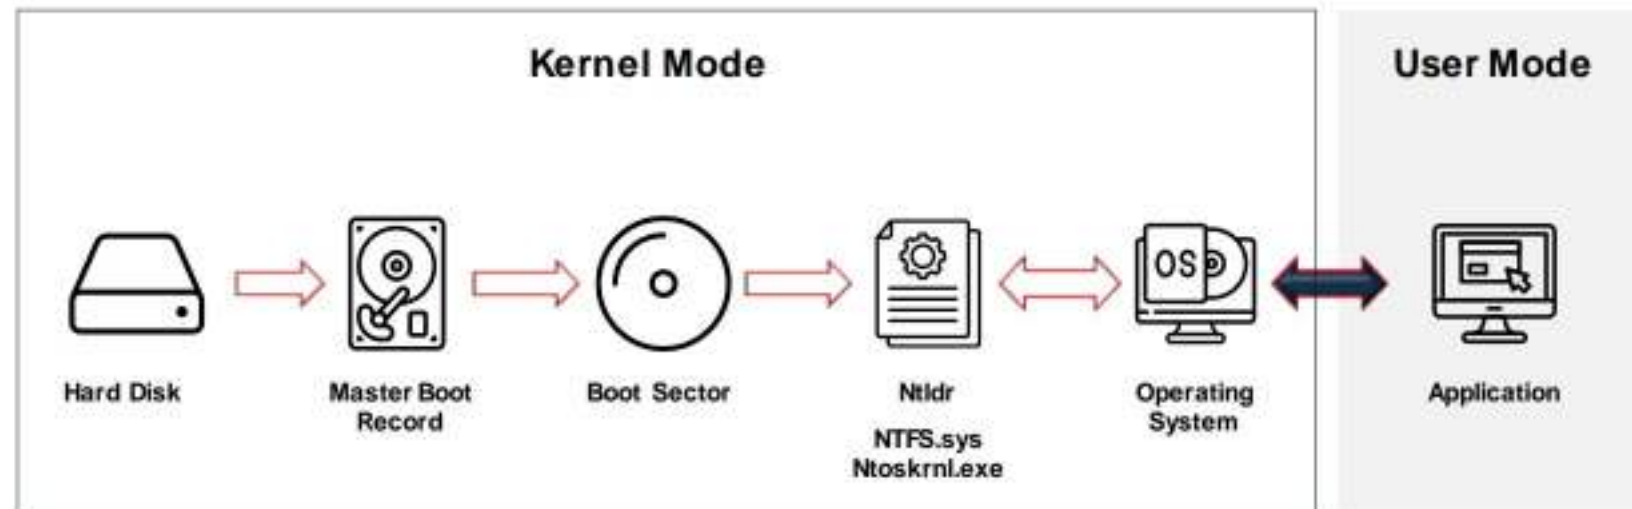 Kernel Mode
User Mode
OS
Hard Disk
Master Boot
Record
Boot Sector
Ntldr
NTFS.sys
Ntoskrnl.exe
Operating
System
Application